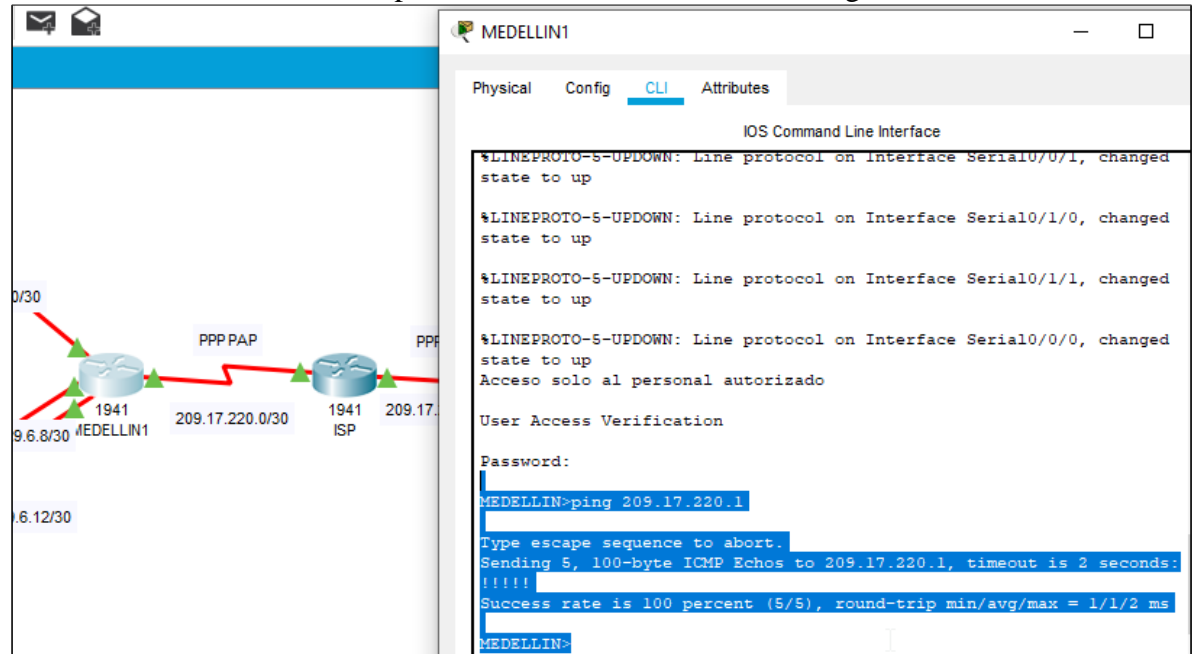 MEDELLIN1
Physical Config CLI Attributes
IOS Command Line Interface
%LINEPROTO-5-UPDOWN: Line protocol on Interface Serial0/0/1, changed
state to up
%LINEPROTO-5-UPDOWN: Line protocol on Interface Serial0/1/0, changed
state to up
%LINEPROTO-5-UPDOWN: Line protocol on Interface Serial0/1/1, changed
state to up
%LINEPROTO-5-UPDOWN: Line protocol on Interface Serial0/0/0, changed
state to up
Acceso solo al personal autorizado
User Access Verification
Password:
MEDELLIN>ping 209.17.220.1
Type escape sequence to abort.
Sending 5, 100-byte ICMP Echos to 209.17.220.1, timeout is 2 seconds:
!!!!!
Success rate is 100 percent (5/5), round-trip min/avg/max = 1/1/2 ms
MEDELLIN>
0/30
PPP PAP
PPP
1941
MEDELLIN1
209.17.220.0/30
1941
ISP
209.17.
9.6.8/30
.6.12/30